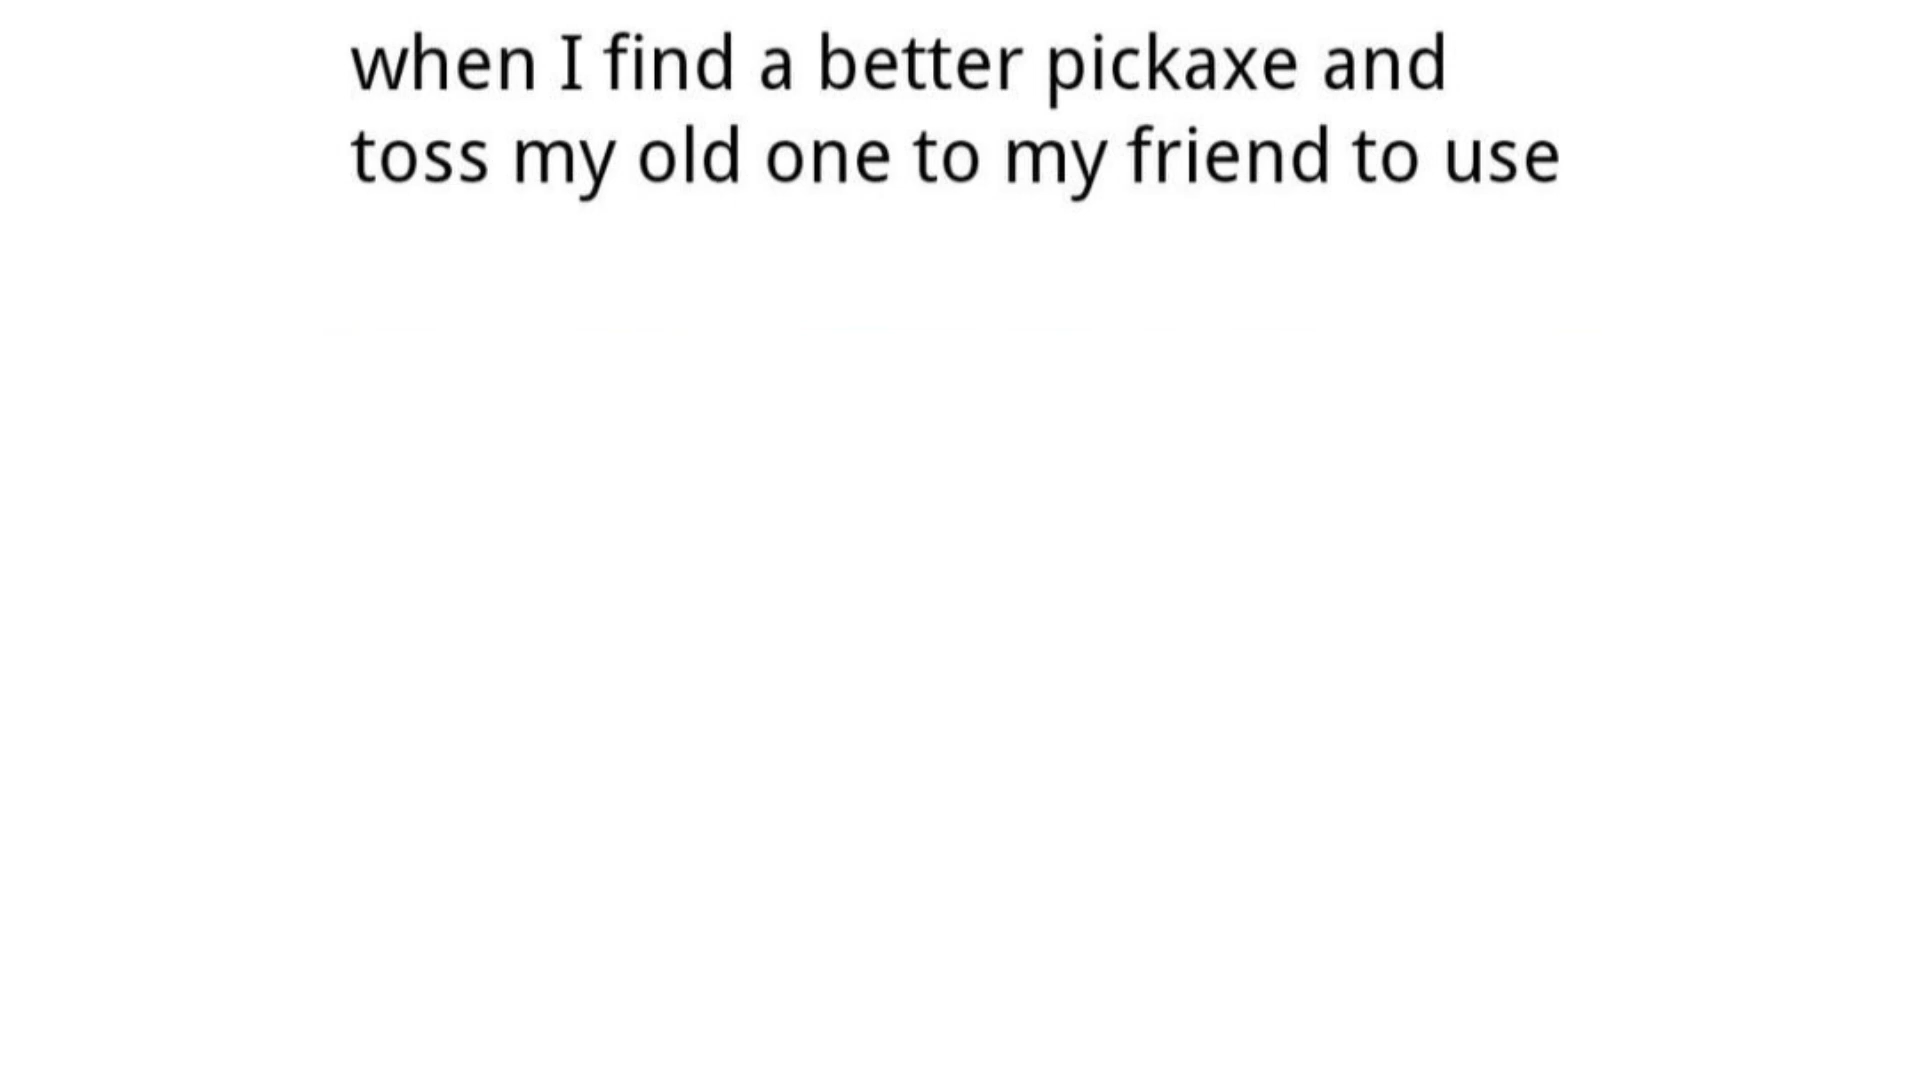 when I find a better pickaxe and
toss my old one to my friend to use